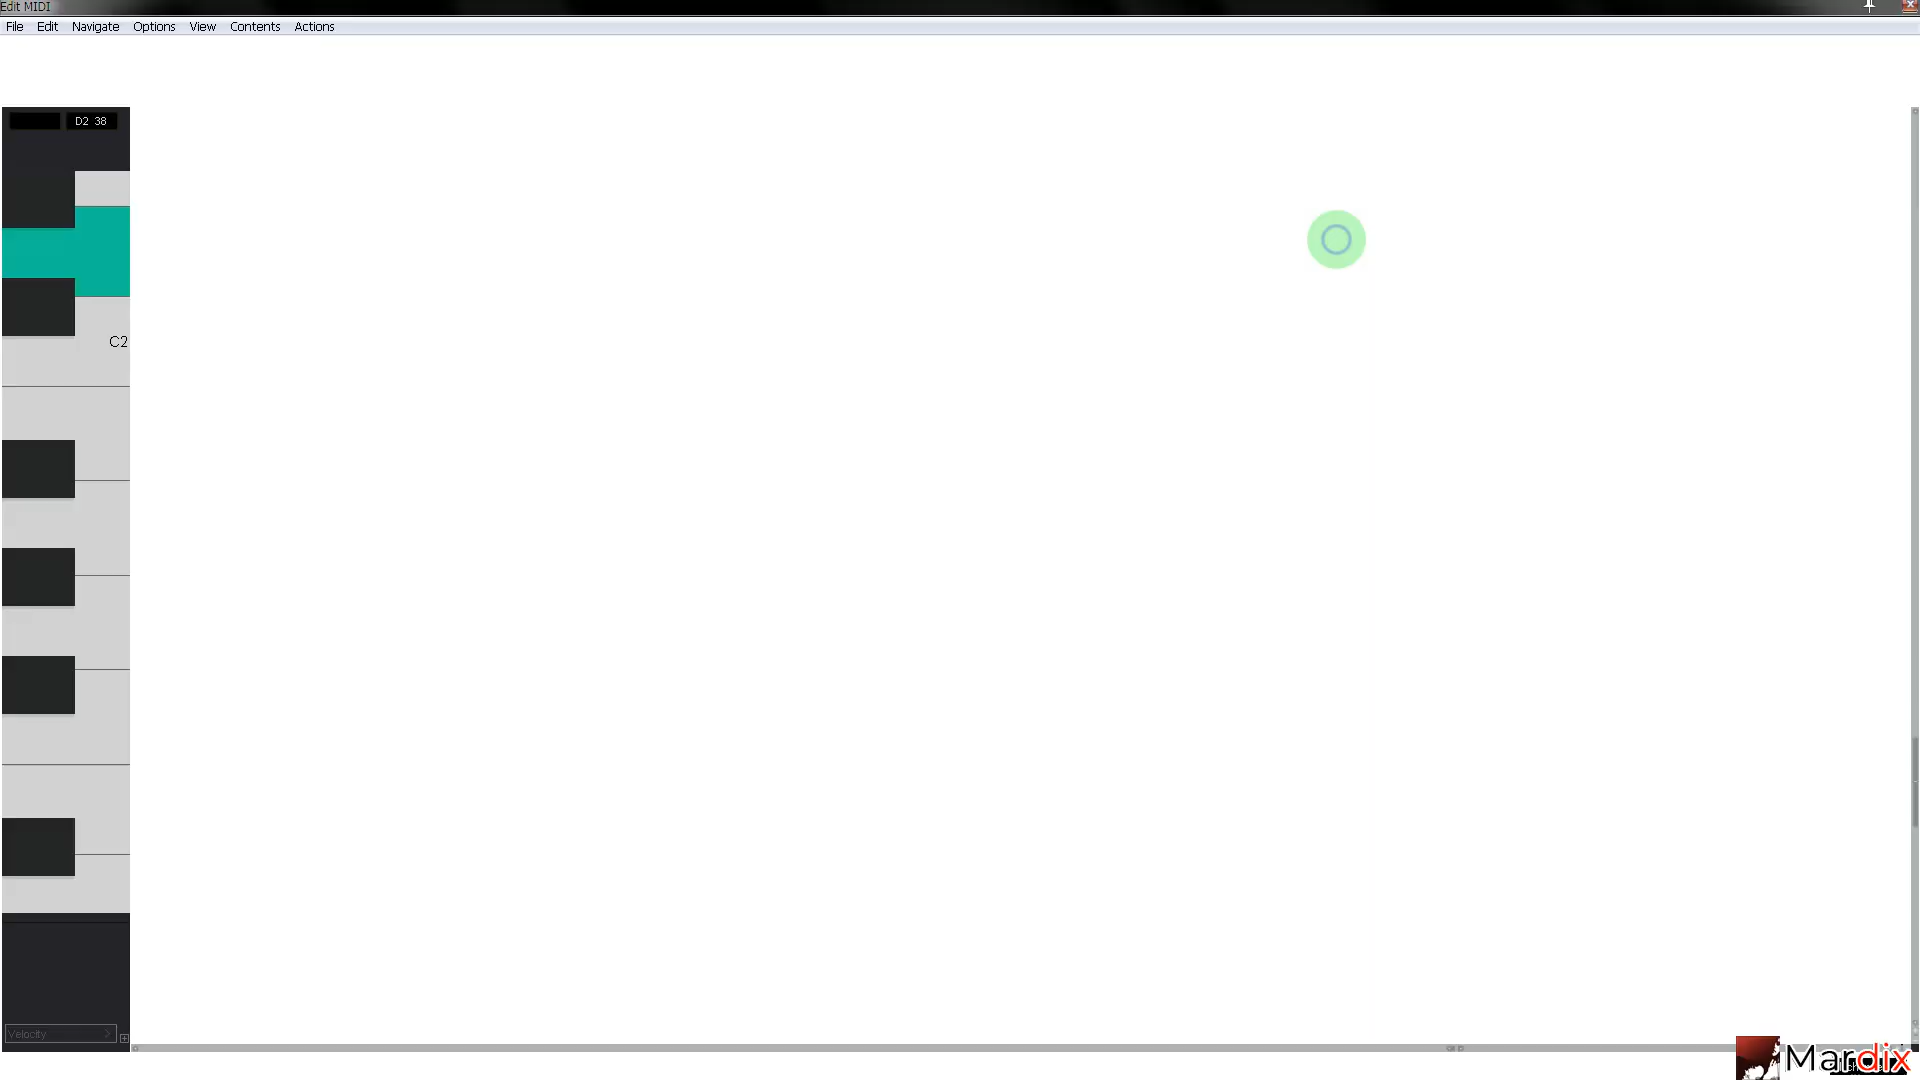 Edit MIDI
File Edit Navigate Options View Contents Actions
D2 38
C2
Velocity
Mardix